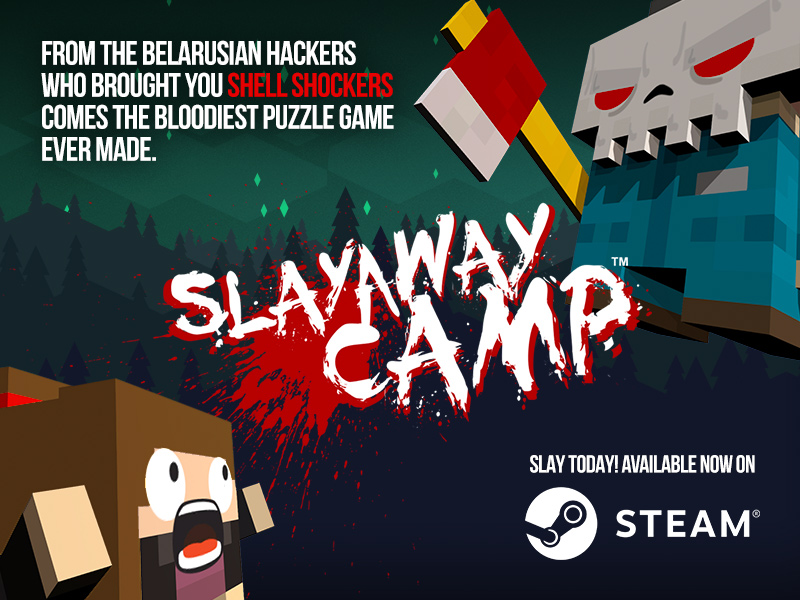 FROM THE BELARUSIAN HACKERS
WHO BROUGHT YOU SHELL SHOCKERS
COMES THE BLOODIEST PUZZLE GAME
EVER MADE.
SLAYAWAY
CAMP™
SLAY TODAY! AVAILABLE NOW ON
STEAM®